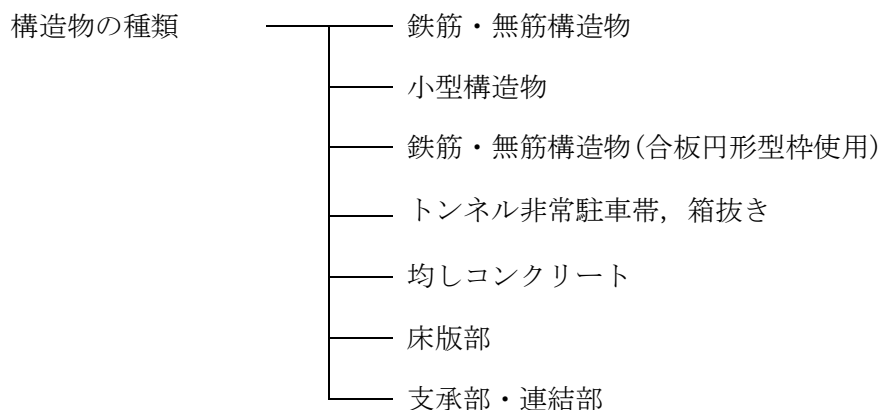 構造物の種類
鉄筋・無筋構造物
小型構造物
鉄筋・無筋構造物(合板円形型枠使用)
トンネル非常駐車帯，箱抜き
均しコンクリート
床版部
支承部・連結部